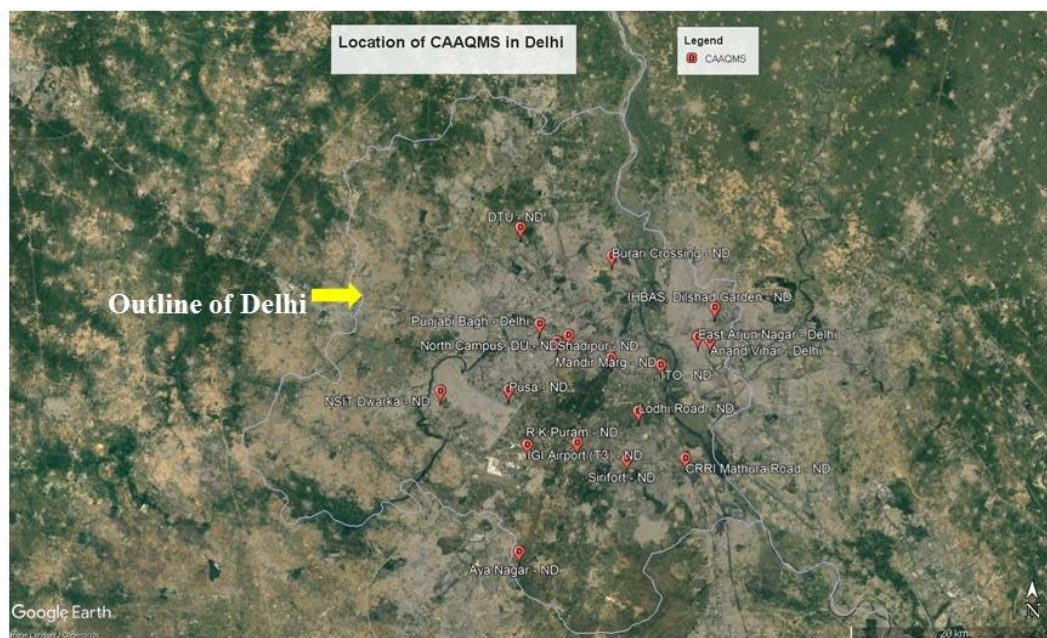 Location of CAAQMS in Delhi
Legend
CAAQMS
DTU - ND
Burari Crossing - ND
IHBAS, Dilshad Garden - ND
Outline of Delhi
Punjabi Bagh - Delhi
East Arjun Nagar - Delhi
North Campus, DU - ND
Shadipur - ND
Anand Vihar - Delhi
Mandir Marg - ND
ITO - ND
Pusa - ND
NSIT Dwarka - ND
Lodhi Road - ND
R K Puram - ND
IGI Airport (T3) - ND
CRRI Mathura Road - ND
Sirifort - ND
Aya Nagar - ND
Google Earth
N
20 km